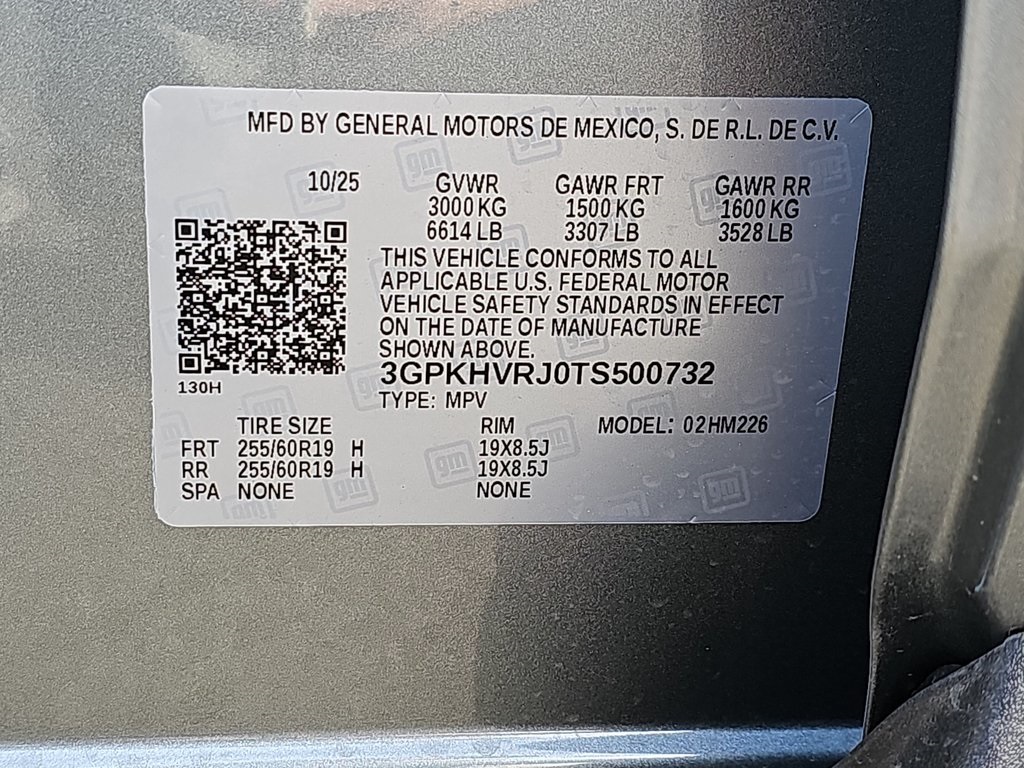 MFD BY GENERAL MOTORS DE MEXICO, S. DE R.L. DE C.V.
10/25 GVWR GAWR FRT GAWR RR
3000 KG 1500 KG 1600 KG
6614 LB 3307 LB 3528 LB
THIS VEHICLE CONFORMS TO ALL
APPLICABLE U.S. FEDERAL MOTOR
VEHICLE SAFETY STANDARDS IN EFFECT
ON THE DATE OF MANUFACTURE
SHOWN ABOVE.
3GPKHVRJ0TS500732
130H
TYPE: MPV
TIRE SIZE RIM MODEL: 02HM226
FRT 255/60R19 H 19X8.5J
RR 255/60R19 H 19X8.5J
SPA NONE NONE